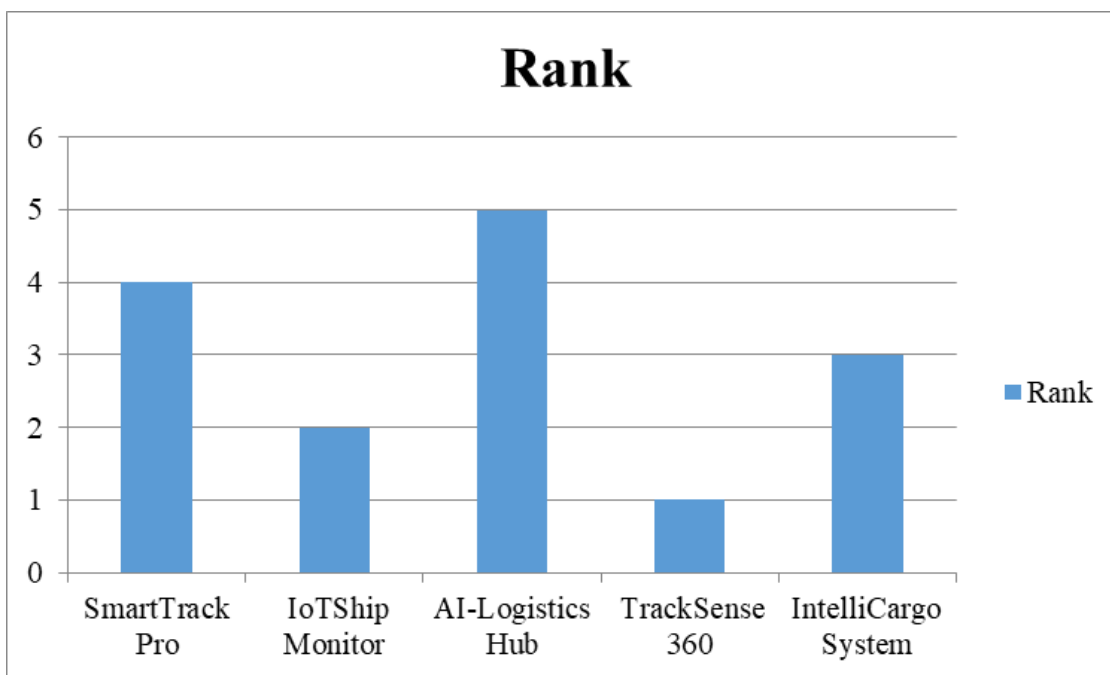 Rank
6
5
4
3
2
1
0
SmartTrack
Pro
IoTShip
Monitor
AI-Logistics
Hub
TrackSense
360
IntelliCargo
System
Rank